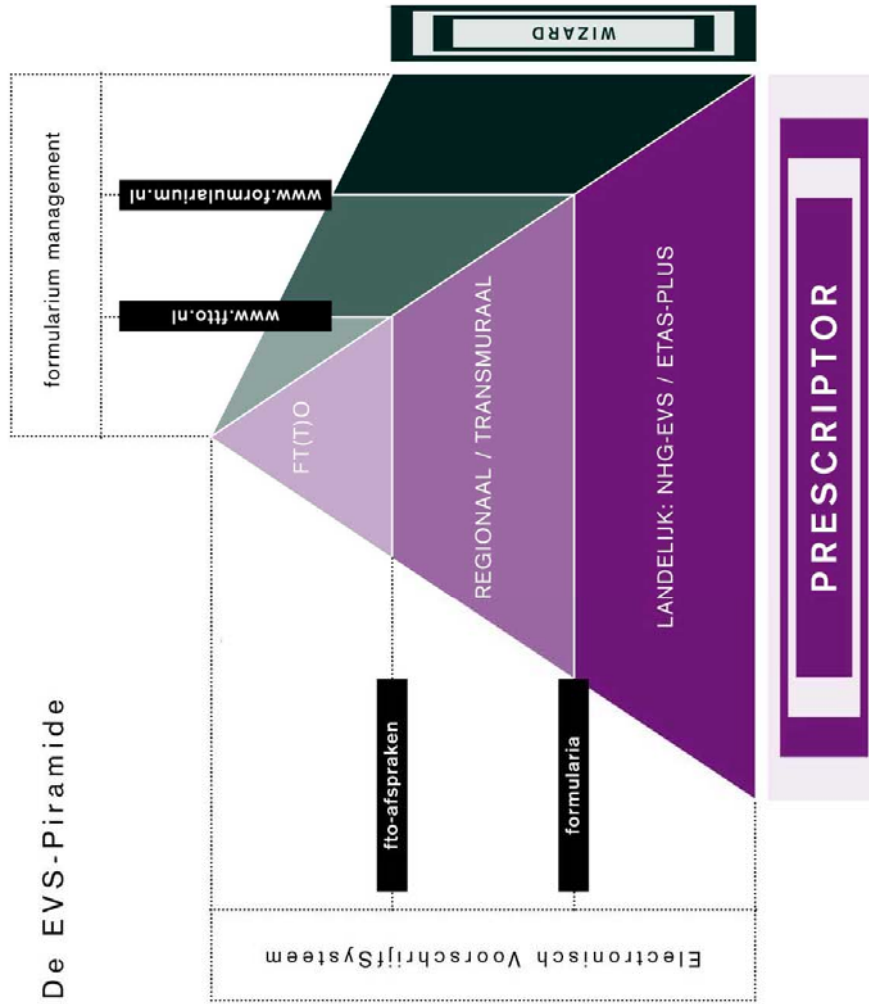 De EVS-Piramide
formularium management
www.ftto.nl
www.formularium.nl
WIZARD
FT(T)O
REGIONAAL / TRANSMURAAL
LANDELIJK: NHG-EVS / ETAS-PLUS
fto-afspraken
formularia
Electronisch VoorschrijfSysteem
PRESCRIPTOR